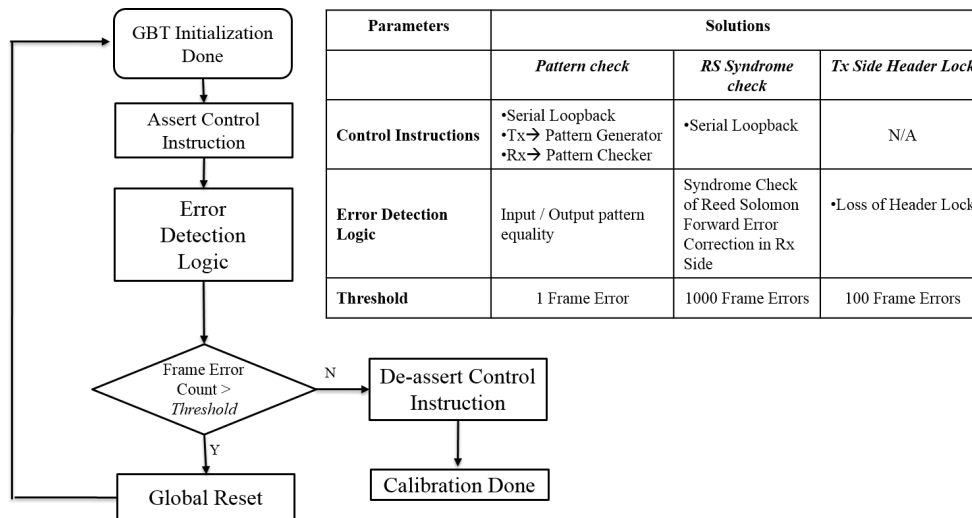 GBT Initialization
Done
Assert Control
Instruction
Error
Detection
Logic
Frame Error
Count >
Threshold
N
Y
Global Reset
De-assert Control
Instruction
Calibration Done
Parameters
Solutions
Pattern check
RS Syndrome
check
Tx Side Header Lock
Control Instructions
•Serial Loopback
•Tx→ Pattern Generator
•Rx→ Pattern Checker
•Serial Loopback
N/A
Error Detection
Logic
Input / Output pattern
equality
Syndrome Check
of Reed Solomon
Forward Error
Correction in Rx
Side
•Loss of Header Lock
Threshold
1 Frame Error
1000 Frame Errors
100 Frame Errors